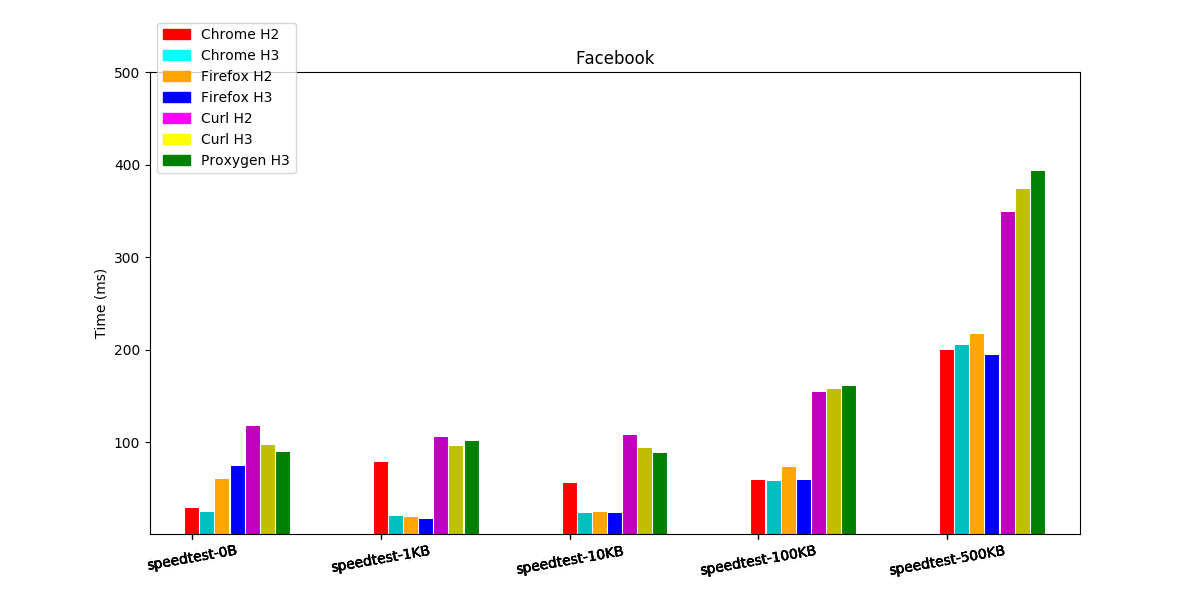 Chrome H2
Chrome H3
Firefox H2
Firefox H3
Curl H2
Curl H3
Proxygen H3
Facebook
500
400
300
200
100
Time (ms)
speedtest-0B
speedtest-1KB
speedtest-10KB
speedtest-100KB
speedtest-500KB